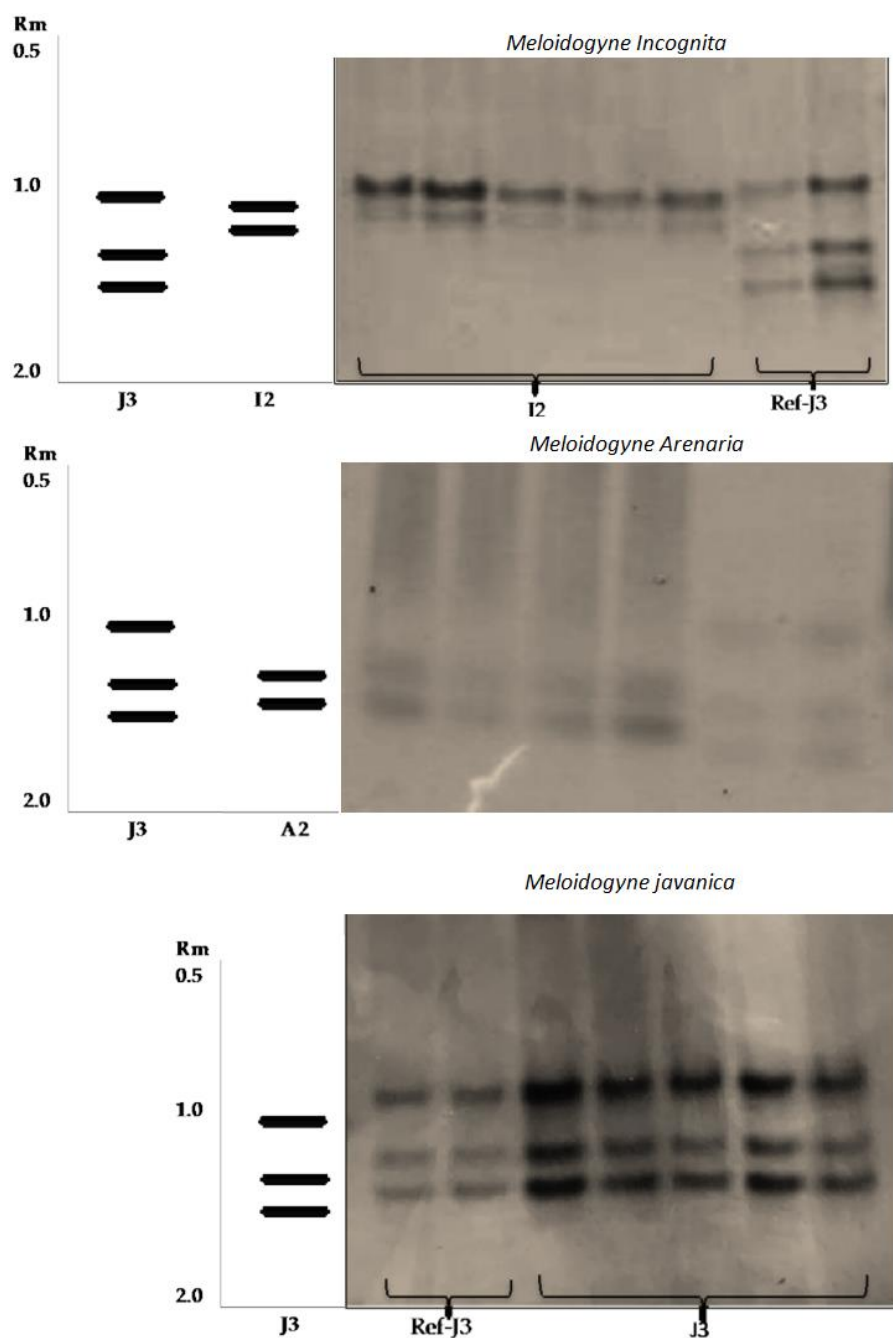 Rm
0.5
Meloidogyne Incognita
1.0
2.0
J3 I2
I2 Ref-J3
Meloidogyne Arenaria
Rm
0.5
1.0
2.0
J3 A2
Meloidogyne javanica
Rm
0.5
1.0
2.0
J3 Ref-J3 J3